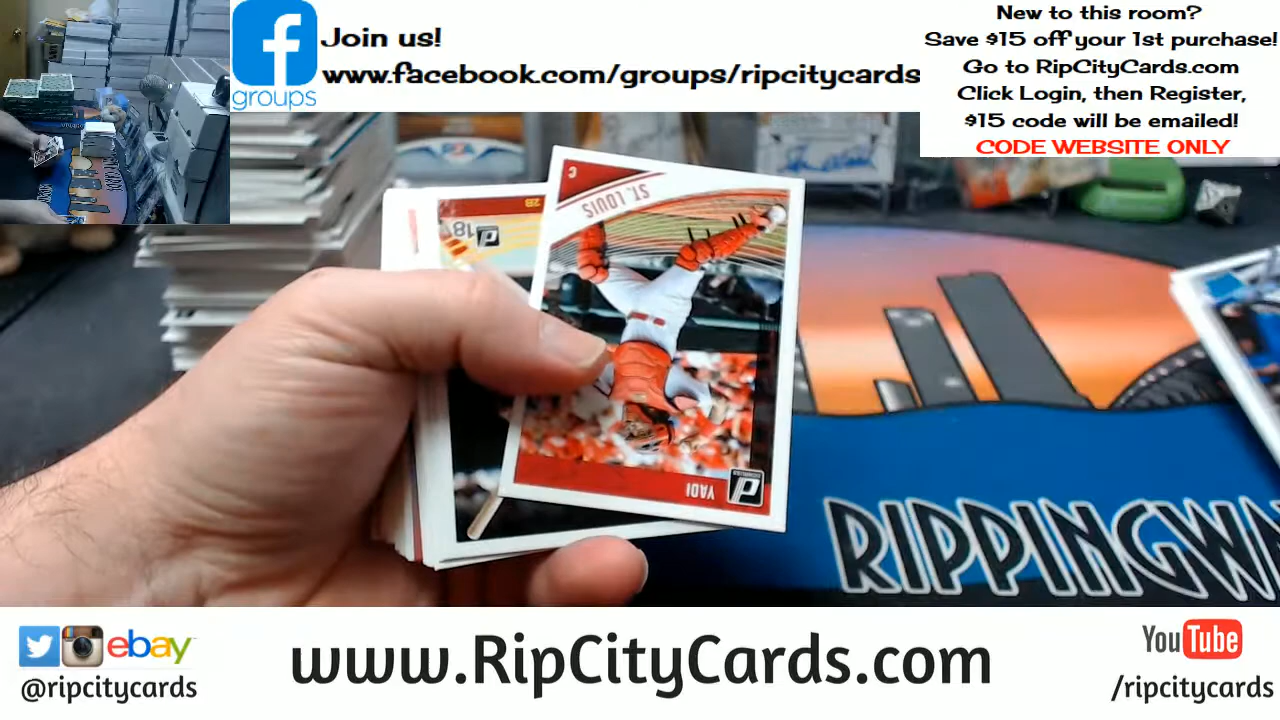 Join us!
www.facebook.com/groups/ripcitycards
groups
New to this room?
Save $15 off your 1st purchase!
Go to RipCityCards.com
Click Login, then Register,
$15 code will be emailed!
CODE WEBSITE ONLY
C
ST. LOUIS
2B
18
YADI
RIPPINGWA
ebay
@ripcitycards
www.RipCityCards.com
YouTube
/ripcitycards